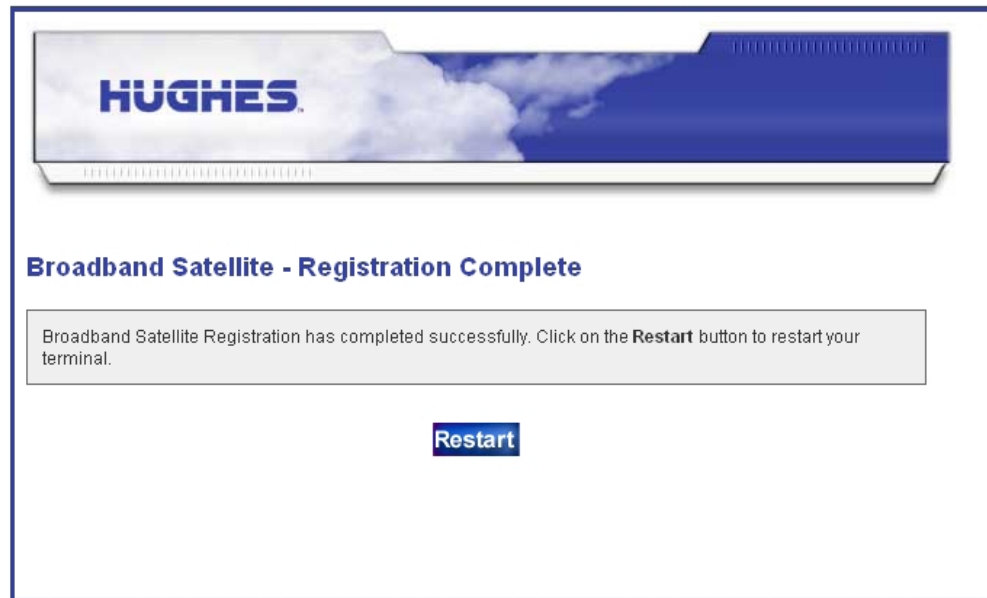 HUGHES
Broadband Satellite - Registration Complete
Broadband Satellite Registration has completed successfully. Click on the Restart button to restart your
terminal.
Restart